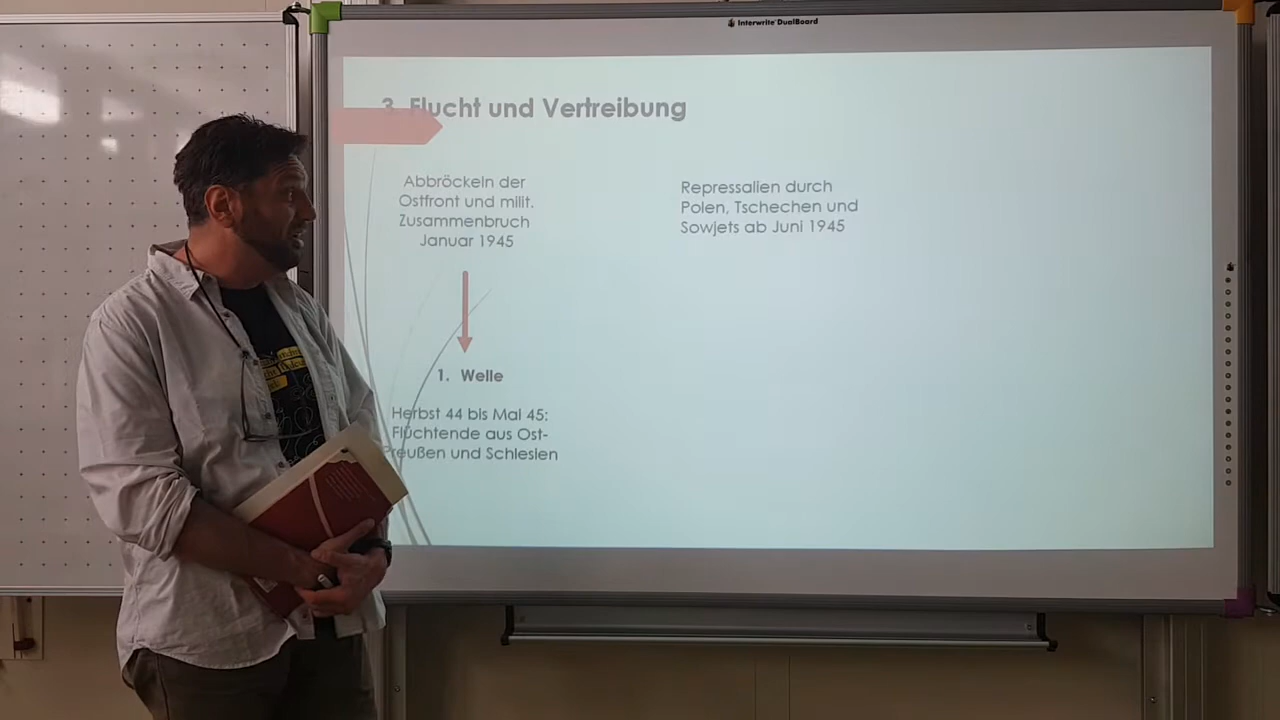 Interwrite DualBoard
3. Flucht und Vertreibung
Abbröckeln der
Ostfront und milit.
Zusammenbruch
Januar 1945
Repressalien durch
Polen, Tschechen und
Sowjets ab Juni 1945
1. Welle
Herbst 44 bis Mai 45:
Flüchtende aus Ost-
Preußen und Schlesien